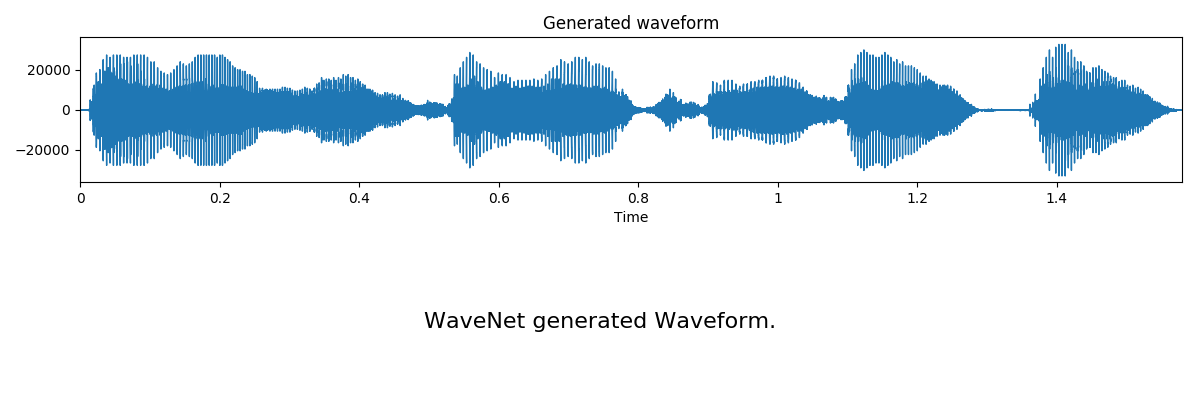 Generated waveform
20000
0
−20000
0 0.2 0.4 0.6 0.8 1 1.2 1.4
Time
WaveNet generated Waveform.